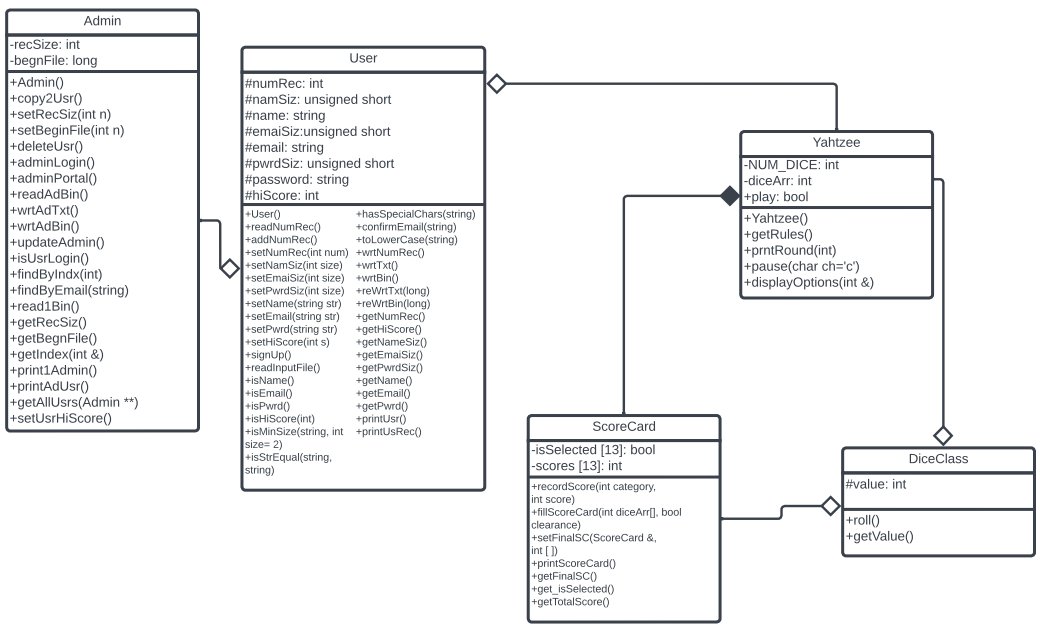 Admin
-recSize: int
-begnFile: long
+Admin()
+copy2Usr()
+setRecSiz(int n)
+setBeginFile(int n)
+deleteUsr()
+adminLogin()
+adminPortal()
+readAdBin()
+wrtAdTxt()
+wrtAdBin()
+updateAdmin()
+isUsrLogin()
+findByIndx(int)
+findByEmail(string)
+read1Bin()
+getRecSiz()
+getBegnFile()
+getIndex(int &)
+print1Admin()
+printAdUsr()
+getAllUsrs(Admin **)
+setUsrHiScore()
User
#numRec: int
#namSiz: unsigned short
#name: string
#emaiSiz:unsigned short
#email: string
#pwrdSiz: unsigned short
#password: string
#hiScore: int
+User()
+readNumRec()
+addNumRec()
+setNumRec(int num)
+setNamSiz(int size)
+setEmaiSiz(int size)
+setPwrdSiz(int size)
+setName(string str)
+setEmail(string str)
+setPwrd(string str)
+setHiScore(int s)
+signUp()
+readInputFile()
+isName()
+isEmail()
+isPwrd()
+isHiScore(int)
+isMinSize(string, int
size= 2)
+isStrEqual(string,
string)
+hasSpecialChars(string)
+confirmEmail(string)
+toLowerCase(string)
+wrtNumRec()
+wrtTxt()
+wrtBin()
+reWrtTxt(long)
+reWrtBin(long)
+getNumRec()
+getHiScore()
+getNameSiz()
+getEmaiSiz()
+getPwrdSiz()
+getName()
+getEmail()
+getPwrd()
+printUsr()
+printUsRec()
Yahtzee
-NUM_DICE: int
-diceArr: int
+play: bool
+Yahtzee()
+getRules()
+prntRound(int)
+pause(char ch='c')
+displayOptions(int &)
ScoreCard
-isSelected [13]: bool
-scores [13]: int
+recordScore(int category,
int score)
+fillScoreCard(int diceArr[], bool
clearance)
+setFinalSC(ScoreCard &,
int [ ])
+printScoreCard()
+getFinalSC()
+get_isSelected()
+getTotalScore()
DiceClass
#value: int
+roll()
+getValue()